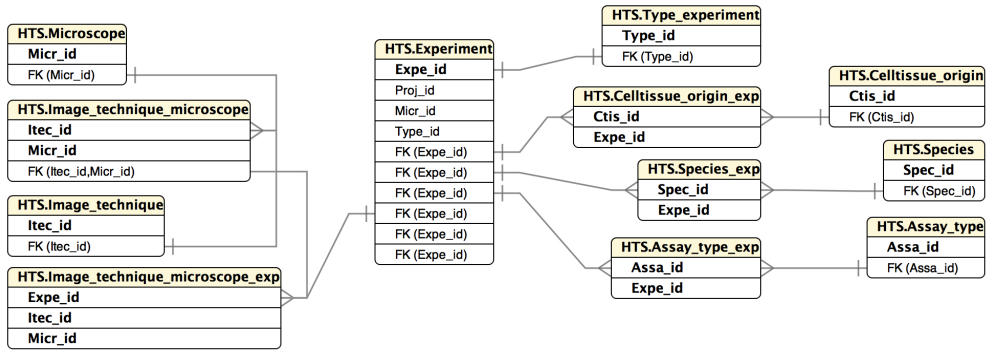 HTS.Microscope
Micr_id
FK (Micr_id)
HTS.Image_technique_microscope
Itec_id
Micr_id
FK (Itec_id,Micr_id)
HTS.Image_technique
Itec_id
FK (Itec_id)
HTS.Image_technique_microscope_exp
Expe_id
Itec_id
Micr_id
HTS.Experiment
Expe_id
Proj_id
Micr_id
Type_id
FK (Expe_id)
FK (Expe_id)
FK (Expe_id)
FK (Expe_id)
FK (Expe_id)
FK (Expe_id)
HTS.Type_experiment
Type_id
FK (Type_id)
HTS.Celltissue_origin_exp
Ctis_id
Expe_id
HTS.Species_exp
Spec_id
Expe_id
HTS.Assay_type_exp
Assa_id
Expe_id
HTS.Celltissue_origin
Ctis_id
FK (Ctis_id)
HTS.Species
Spec_id
FK (Spec_id)
HTS.Assay_type
Assa_id
FK (Assa_id)